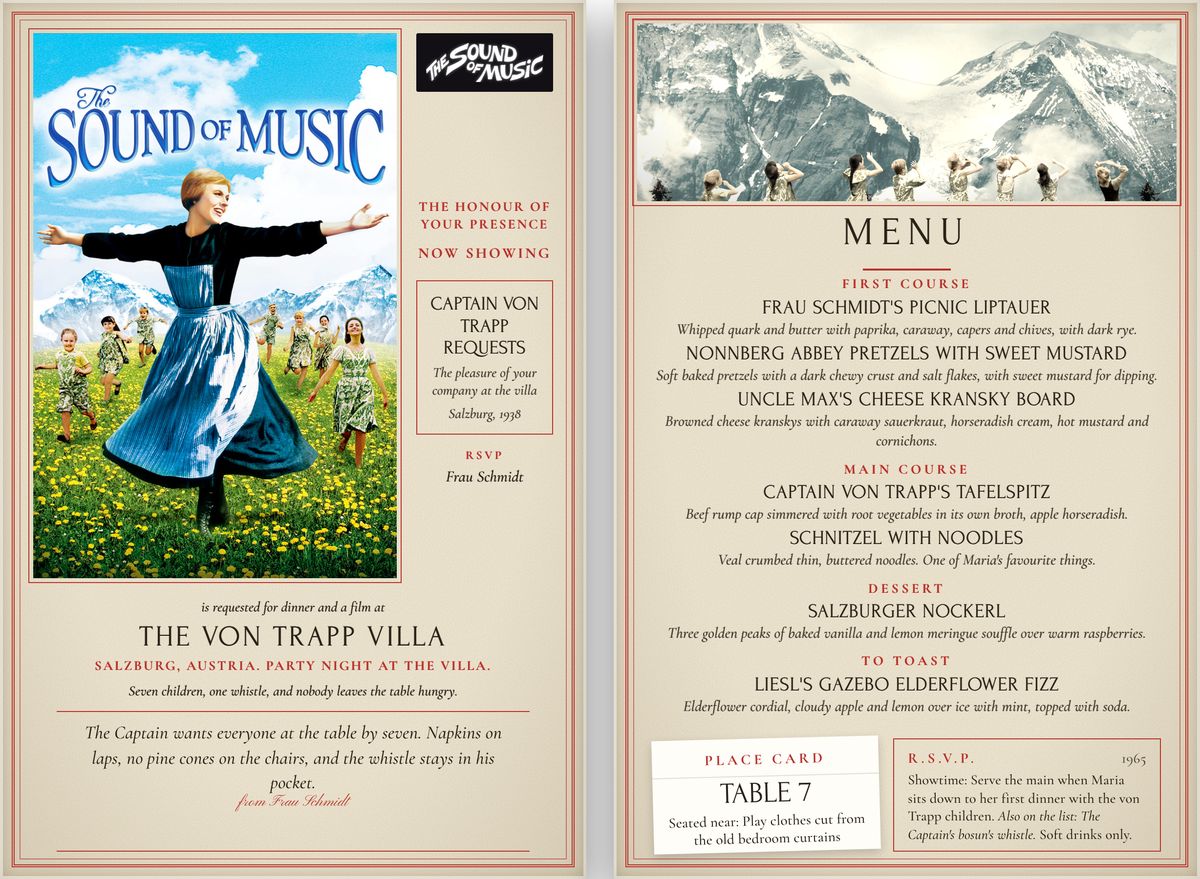 The
SOUND OF MUSIC
THE SOUND OF MUSIC
THE HONOUR OF
YOUR PRESENCE
NOW SHOWING
CAPTAIN VON
TRAPP
REQUESTS
The pleasure of your
company at the villa
Salzburg, 1938
RSVP
Frau Schmidt
is requested for dinner and a film at
THE VON TRAPP VILLA
SALZBURG, AUSTRIA. PARTY NIGHT AT THE VILLA.
Seven children, one whistle, and nobody leaves the table hungry.
The Captain wants everyone at the table by seven. Napkins on
laps, no pine cones on the chairs, and the whistle stays in his
pocket.
from Frau Schmidt
MENU
FIRST COURSE
FRAU SCHMIDT'S PICNIC LIPTAUER
Whipped quark and butter with paprika, caraway, capers and chives, with dark rye.
NONNBERG ABBEY PRETZELS WITH SWEET MUSTARD
Soft baked pretzels with a dark chewy crust and salt flakes, with sweet mustard for dipping.
UNCLE MAX'S CHEESE KRANSKY BOARD
Browned cheese kranskys with caraway sauerkraut, horseradish cream, hot mustard and
cornichons.
MAIN COURSE
CAPTAIN VON TRAPP'S TAFELSPITZ
Beef rump cap simmered with root vegetables in its own broth, apple horseradish.
SCHNITZEL WITH NOODLES
Veal crumbed thin, buttered noodles. One of Maria's favourite things.
DESSERT
SALZBURGER NOCKERL
Three golden peaks of baked vanilla and lemon meringue souffle over warm raspberries.
TO TOAST
LIESL'S GAZEBO ELDERFLOWER FIZZ
Elderflower cordial, cloudy apple and lemon over ice with mint, topped with soda.
PLACE CARD
TABLE 7
Seated near: Play clothes cut from
the old bedroom curtains
R.S.V.P. 1965
Showtime: Serve the main when Maria
sits down to her first dinner with the von
Trapp children. Also on the list: The
Captain's bosun's whistle. Soft drinks only.